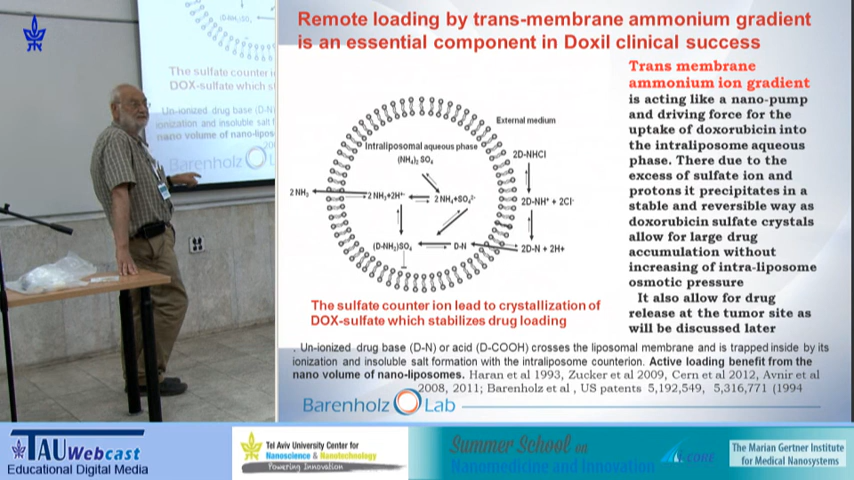 Remote loading by trans-membrane ammonium gradient
is an essential component in Doxil clinical success
Trans membrane
ammonium ion gradient
is acting like a nano-pump
and driving force for the
uptake of doxorubicin into
the intraliposome aqueous
phase. There due to the
excess of sulfate ion and
protons it precipitates in a
stable and reversible way as
doxorubicin sulfate crystals
allow for large drug
accumulation without
increasing of intra-liposome
osmotic pressure
It also allow for drug
release at the tumor site as
will be discussed later
External medium
Intraliposomal aqueous phase
(NH₄)₂ SO₄
2D-NHCl
2 NH₃
2 NH₃+2H⁺
2 NH₄+SO₄²⁻
2D-NH⁺ + 2Cl⁻
(D-NH₃)SO₄
D-N
2D-N + 2H+
The sulfate counter ion lead to crystallization of
DOX-sulfate which stabilizes drug loading
. Un-ionized drug base (D-N) or acid (D-COOH) crosses the liposomal membrane and is trapped inside by its
ionization and insoluble salt formation with the intraliposome counterion. Active loading benefit from the
nano volume of nano-liposomes. Haran et al 1993, Zucker et al 2009, Cern et al 2012, Avnir et al
2008, 2011; Barenholz et al , US patents 5,192,549, 5,316,771 (1994
Barenholz Lab
The sulfate counter i
DOX-sulfate which s
Un-ionized drug base (D-N
ionization and insoluble salt f
nano volume of nano-lipos
Barenholz
TAU Webcast
Educational Digital Media
Tel Aviv University Center for
Nanoscience & Nanotechnology
Powering Innovation
Summer School on
Nanomedicine and Innovation
i-core
The Marian Gertner Institute
for Medical Nanosystems